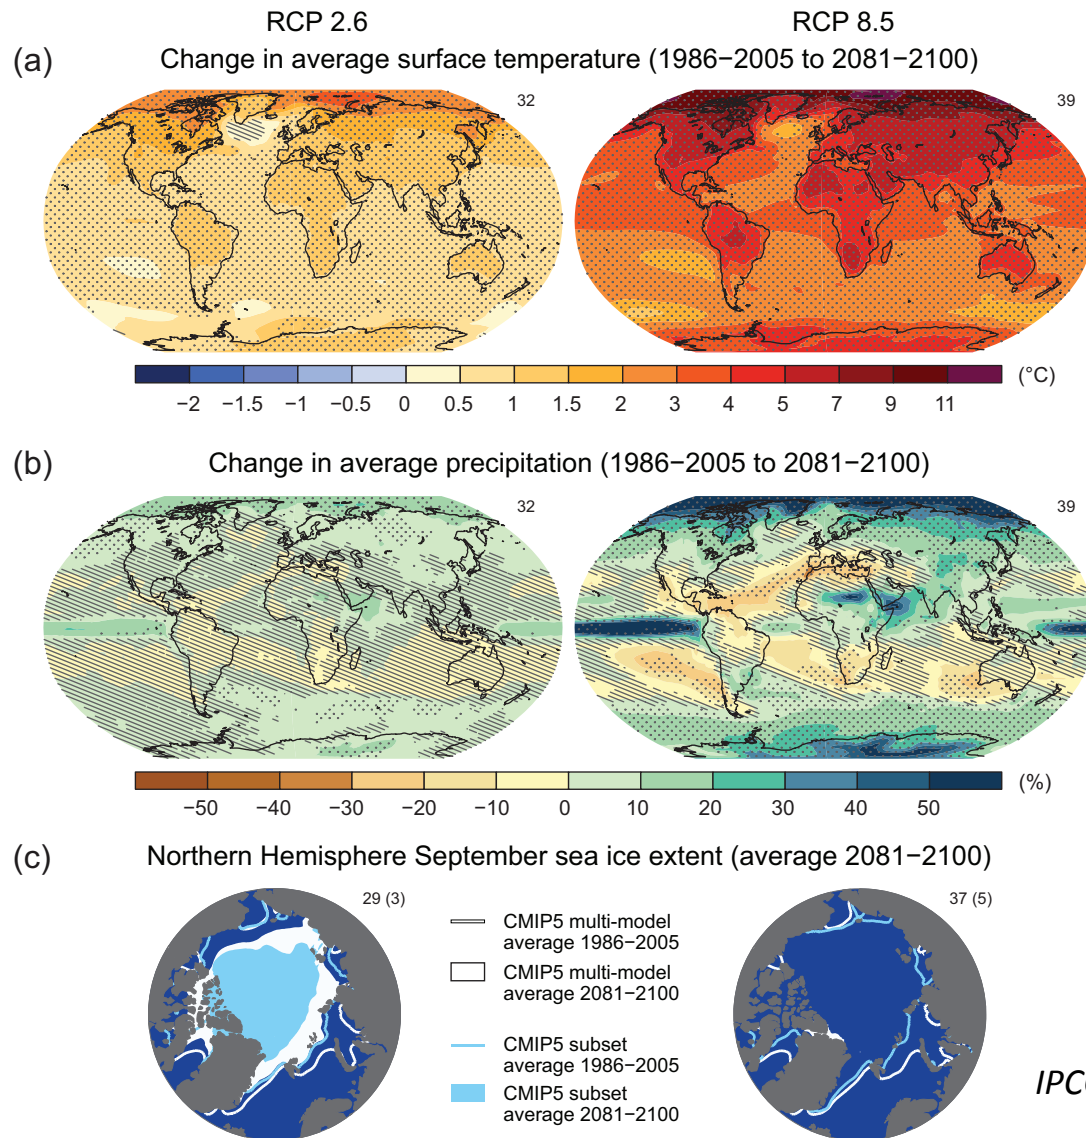 RCP 2.6 RCP 8.5
(a) Change in average surface temperature (1986−2005 to 2081−2100)
32 39
−2 −1.5 −1 −0.5 0 0.5 1 1.5 2 3 4 5 7 9 11 (°C)
(b) Change in average precipitation (1986−2005 to 2081−2100)
32 39
−50 −40 −30 −20 −10 0 10 20 30 40 50 (%)
(c) Northern Hemisphere September sea ice extent (average 2081−2100)
29 (3) 37 (5)
CMIP5 multi-model
average 1986−2005
CMIP5 multi-model
average 2081−2100
CMIP5 subset
average 1986−2005
CMIP5 subset
average 2081−2100